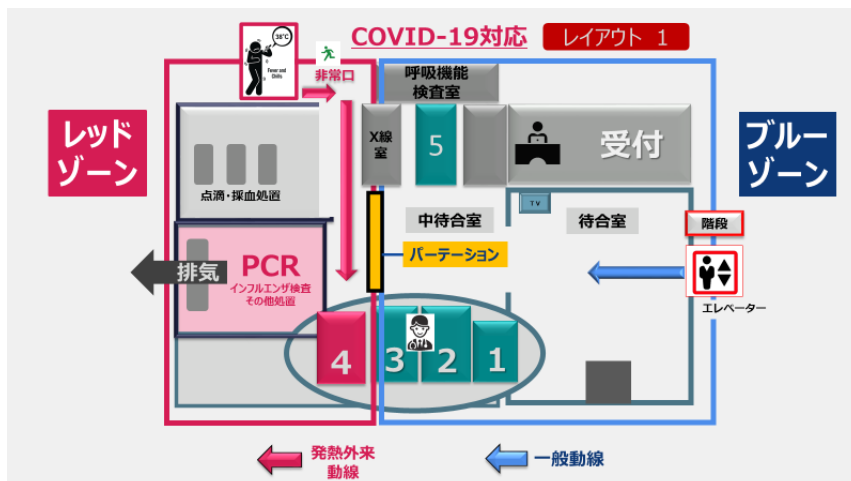 COVID-19対応
レイアウト 1
38°C
Fever and
Chills
非常口
呼吸機能
検査室
レッド
ゾーン
X線
室
5
受付
ブルー
ゾーン
点滴・採血処置
TV
中待合室
待合室
階段
パーテーション
排気
PCR
インフルエンザ検査
その他処置
エレベーター
4
3
2
1
発熱外来
動線
一般動線